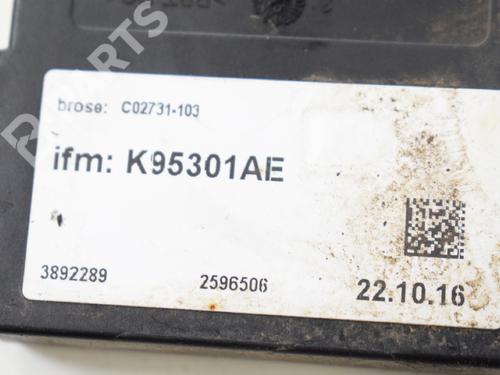 brose: C02731-103
ifm: K95301AE
3892289 2596506 22.10.16